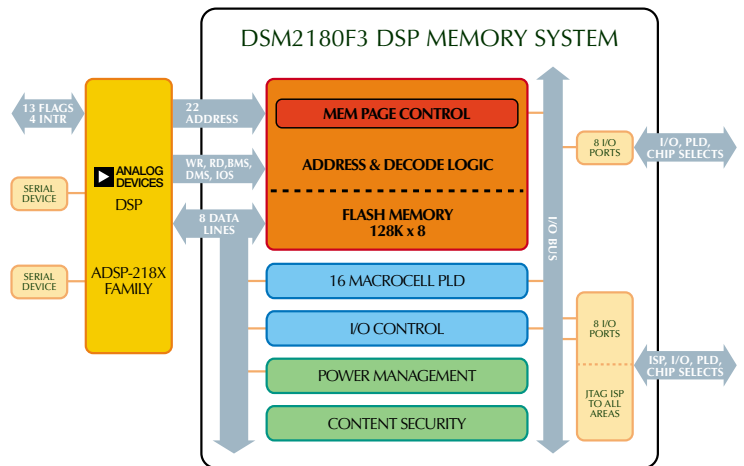 DSM2180F3 DSP MEMORY SYSTEM
13 FLAGS
4 INTR
ANALOG
DEVICES
DSP
ADSP-218X
FAMILY
SERIAL
DEVICE
SERIAL
DEVICE
22
ADDRESS
WR, RD,BMS,
DMS, IOS
8 DATA
LINES
MEM PAGE CONTROL
ADDRESS & DECODE LOGIC
FLASH MEMORY
128K x 8
16 MACROCELL PLD
I/O CONTROL
POWER MANAGEMENT
CONTENT SECURITY
I/O BUS
8 I/O
PORTS
I/O, PLD,
CHIP SELECTS
8 I/O
PORTS
JTAG ISP
TO ALL
AREAS
ISP, I/O, PLD,
CHIP SELECTS